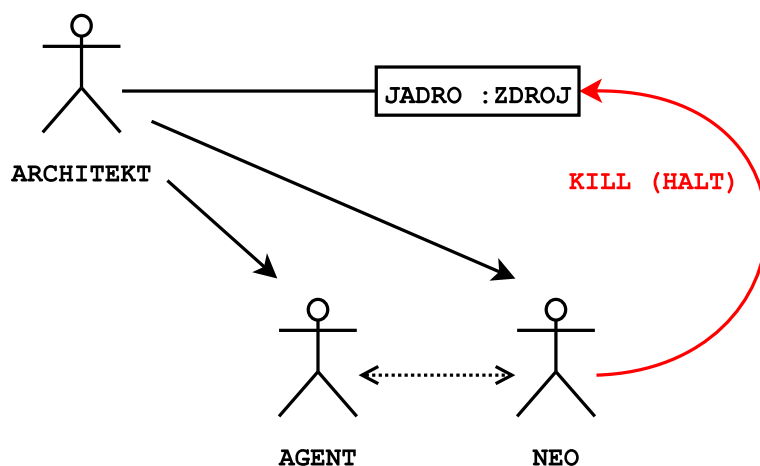 JADRO :ZDROJ
ARCHITEKT
KILL (HALT)
AGENT
NEO